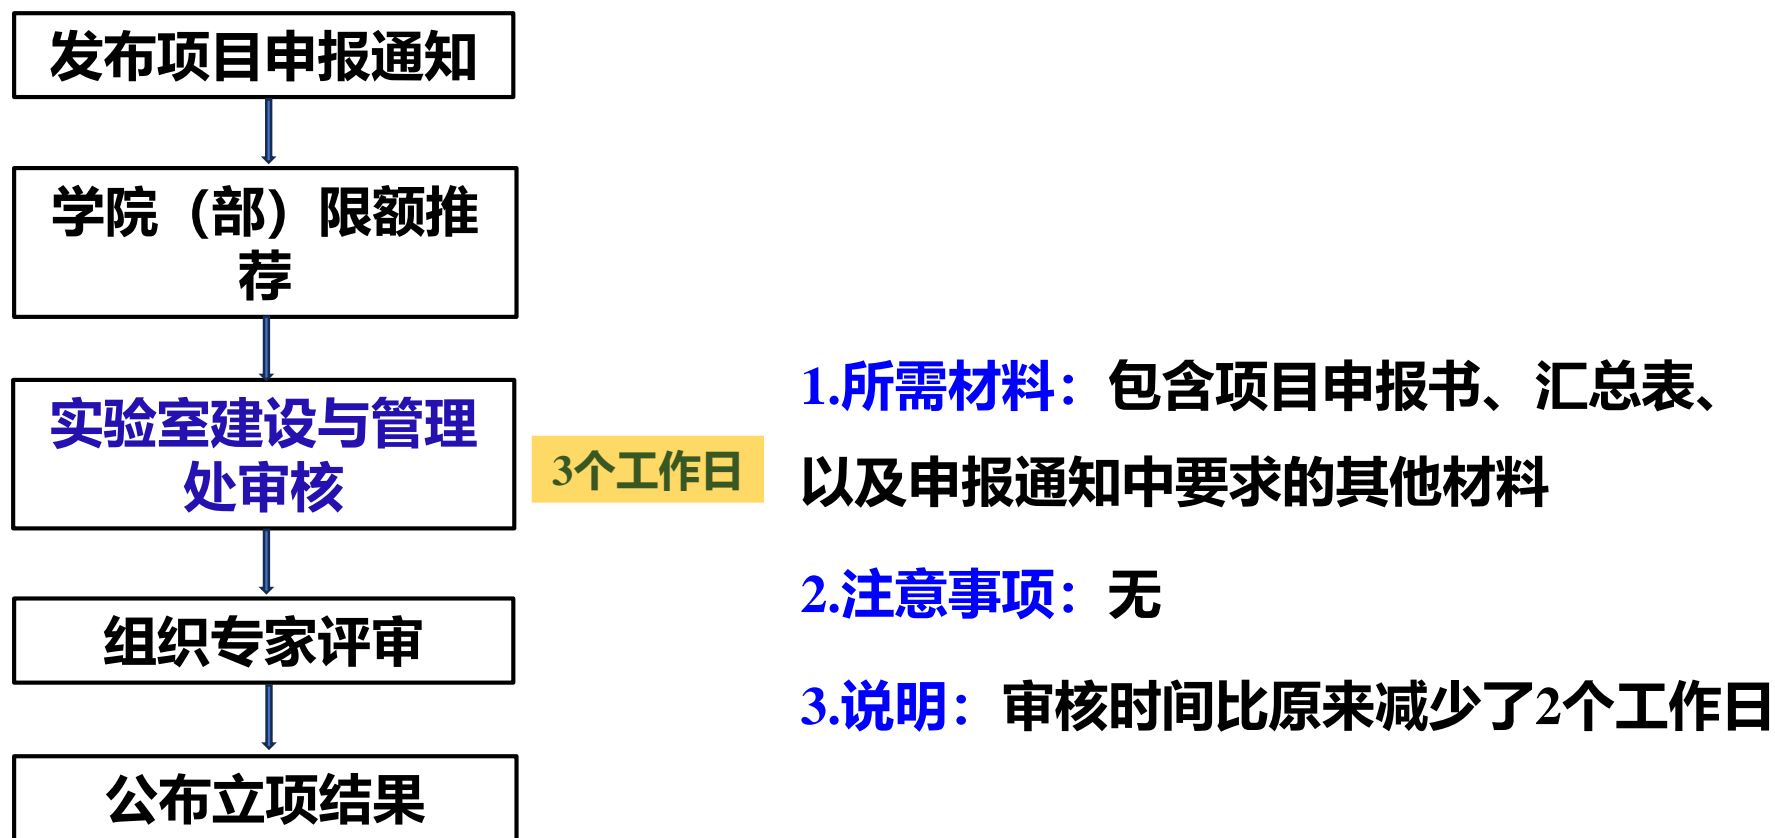 发布项目申报通知
学院（部）限额推
荐
实验室建设与管理
处审核
3个工作日
组织专家评审
公布立项结果
1.所需材料：包含项目申报书、汇总表、
以及申报通知中要求的其他材料
2.注意事项：无
3.说明：审核时间比原来减少了2个工作日